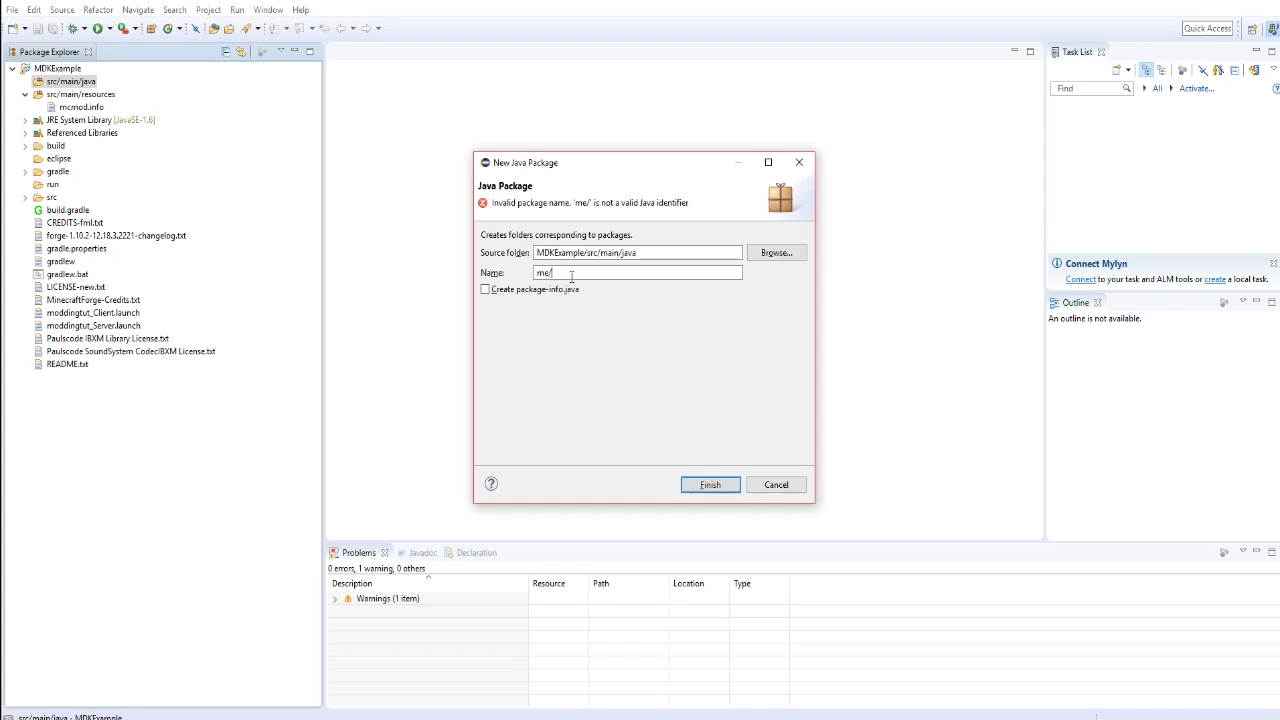 File Edit Source Refactor Navigate Search Project Run Window Help
Quick Access
Package Explorer
MDKExample
src/main/java
src/main/resources
mcmod.info
JRE System Library [JavaSE-1.6]
Referenced Libraries
build
eclipse
gradle
run
src
build.gradle
CREDITS-fml.txt
forge-1.10.2-12.18.3.2221-changelog.txt
gradle.properties
gradlew
gradlew.bat
LICENSE-new.txt
MinecraftForge-Credits.txt
moddingtut_Client.launch
moddingtut_Server.launch
Paulscode IBXM Library License.txt
Paulscode SoundSystem CodecIBXM License.txt
README.txt
New Java Package
Java Package
Invalid package name. 'me/' is not a valid Java identifier
Creates folders corresponding to packages.
Source folder: MDKExample/src/main/java Browse...
Name: me/
Create package-info.java
Finish Cancel
Task List
Find All Activate...
Connect Mylyn
Connect to your task and ALM tools or create a local task.
Outline
An outline is not available.
Problems Javadoc Declaration
0 errors, 1 warning, 0 others
Description Resource Path Location Type
Warnings (1 item)
src/main/java - MDKExample